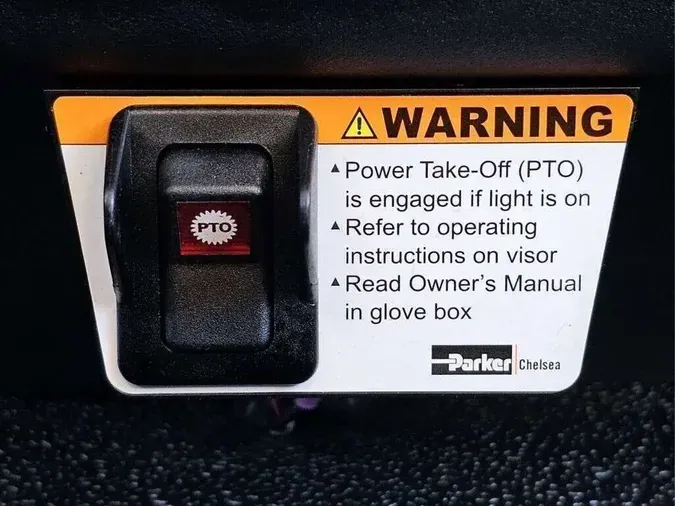 WARNING
PTO
▲Power Take-Off (PTO)
is engaged if light is on
▲Refer to operating
instructions on visor
▲Read Owner's Manual
in glove box
Parker Chelsea